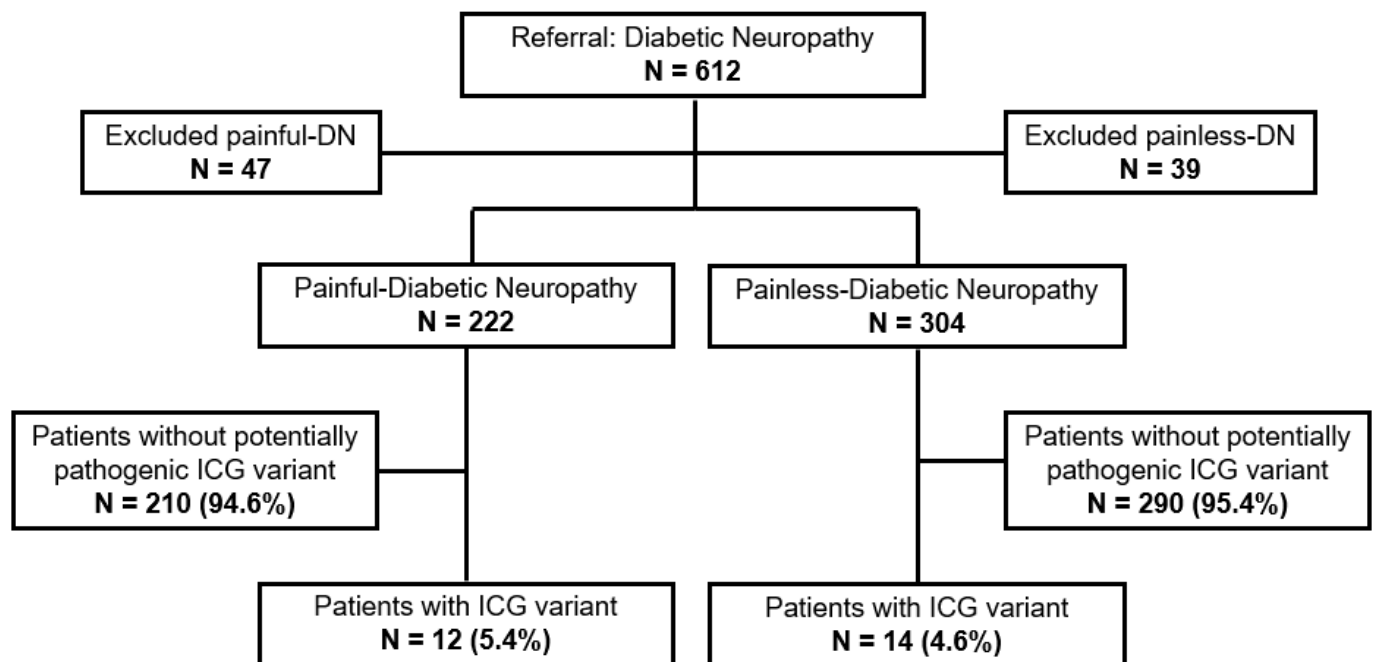 Referral: Diabetic Neuropathy
N = 612
Excluded painful-DN
N = 47
Excluded painless-DN
N = 39
Painful-Diabetic Neuropathy
N = 222
Painless-Diabetic Neuropathy
N = 304
Patients without potentially
pathogenic ICG variant
N = 210 (94.6%)
Patients without potentially
pathogenic ICG variant
N = 290 (95.4%)
Patients with ICG variant
N = 12 (5.4%)
Patients with ICG variant
N = 14 (4.6%)